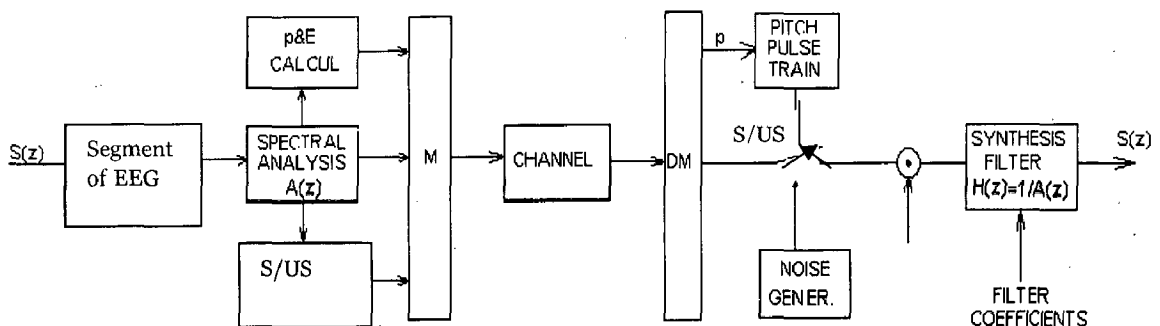 S(z)
Segment
of EEG
p&E
CALCUL
SPECTRAL
ANALYSIS
A(z)
S/US
M
CHANNEL
DM
p
PITCH
PULSE
TRAIN
S/US
NOISE
GENER.
SYNTHESIS
FILTER
H(z)=1/A(z)
S(z)
FILTER
COEFFICIENTS